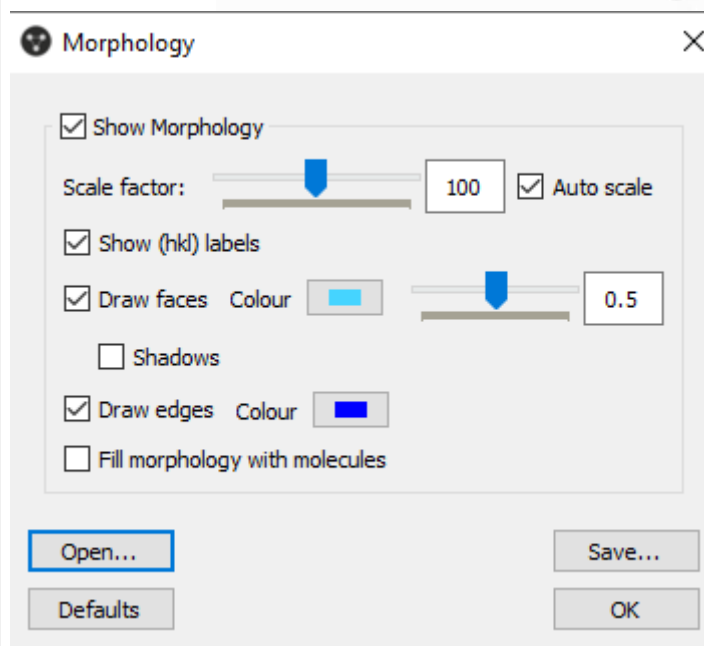 Morphology
Show Morphology
Scale factor: 100 Auto scale
Show (hkl) labels
Draw faces Colour 0.5
Shadows
Draw edges Colour
Fill morphology with molecules
Open... Save...
Defaults OK